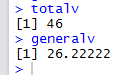 > totalv
[1] 46
> generalv
[1] 26.22222
>